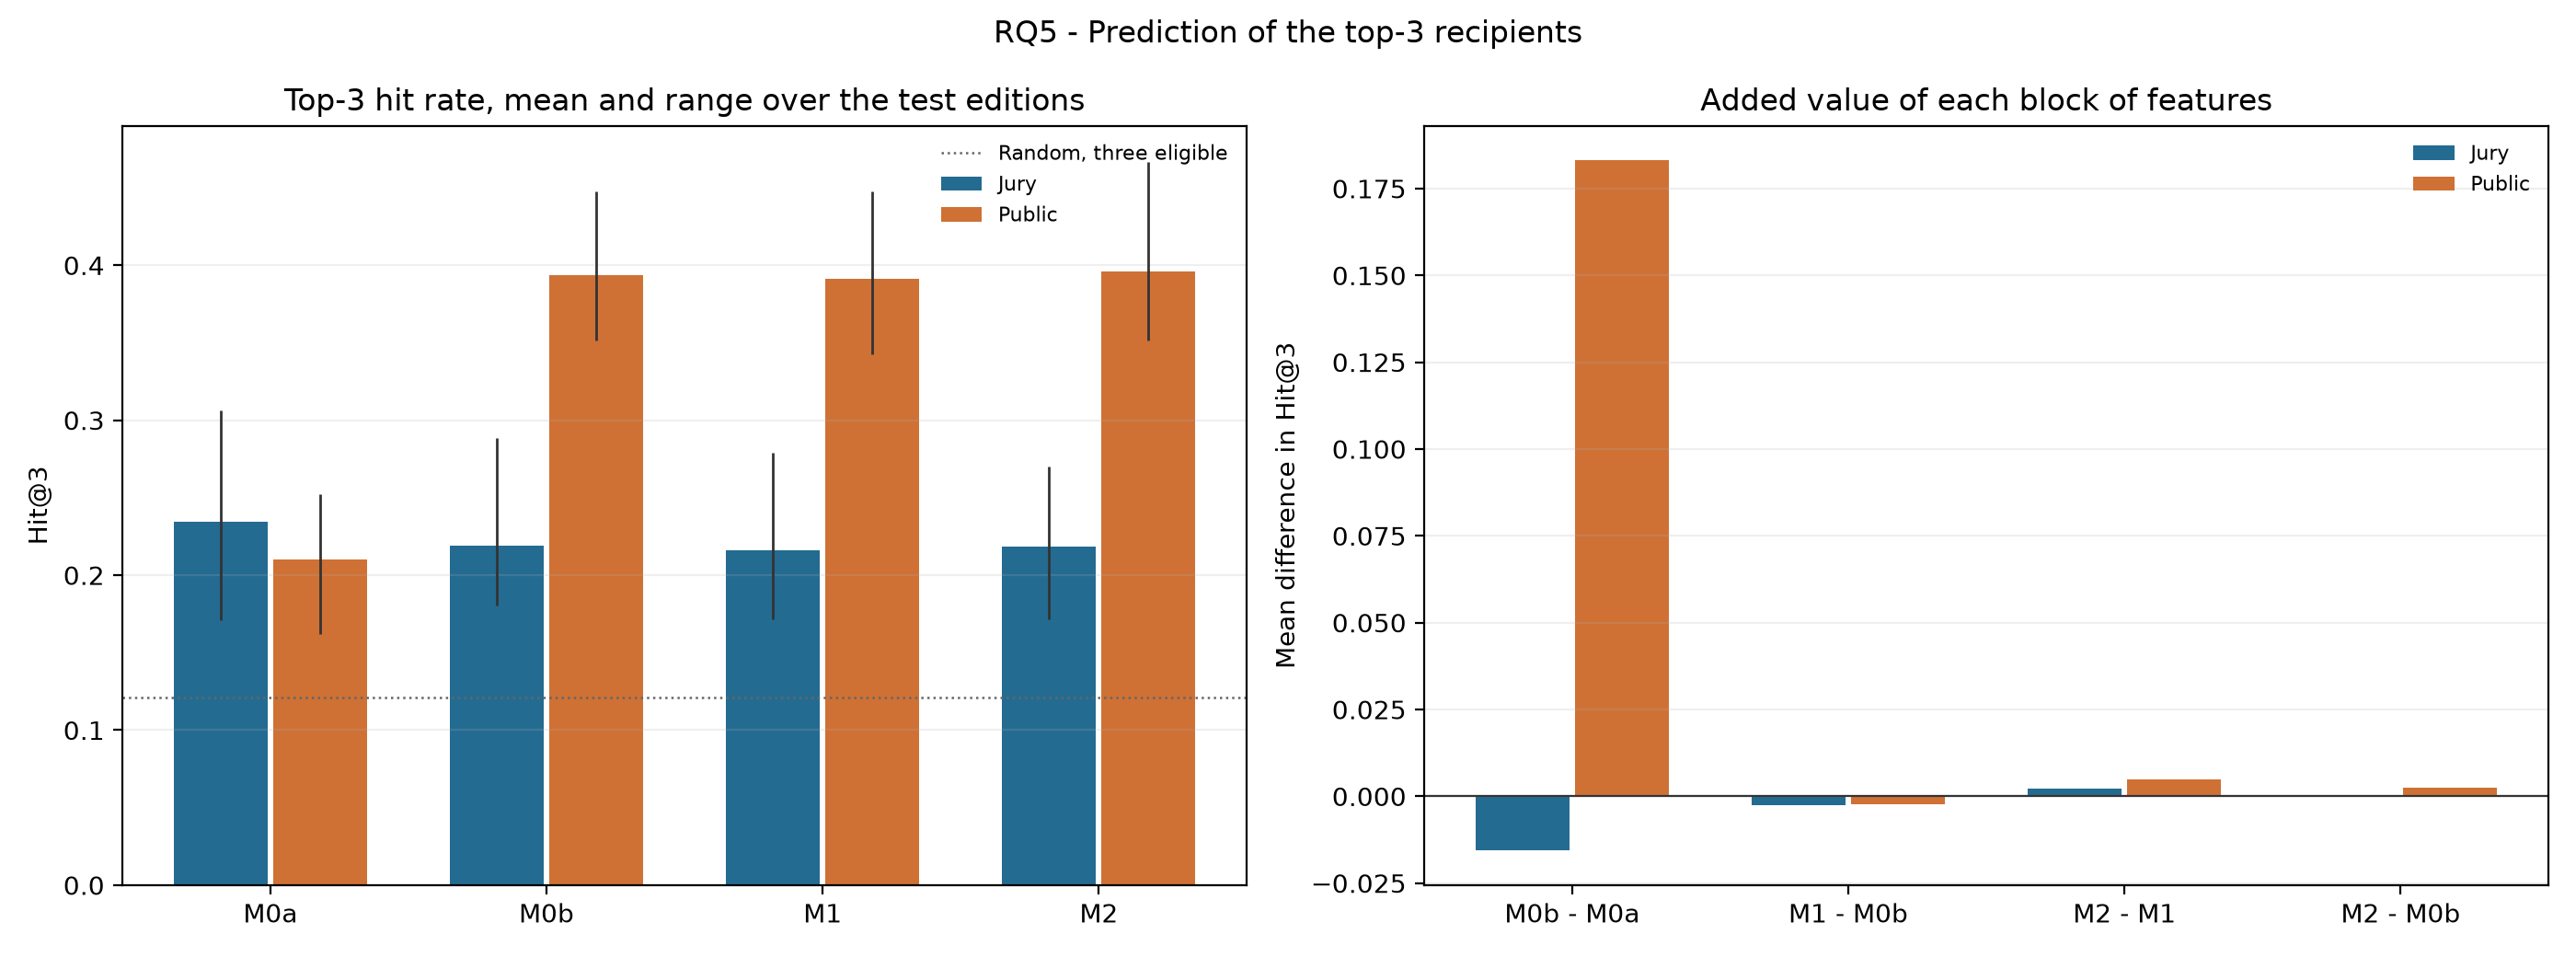 RQ5 - Prediction of the top-3 recipients
Top-3 hit rate, mean and range over the test editions
Hit@3
0.4
0.3
0.2
0.1
0.0
Random, three eligible
Jury
Public
M0a
M0b
M1
M2
Added value of each block of features
Mean difference in Hit@3
0.175
0.150
0.125
0.100
0.075
0.050
0.025
0.000
−0.025
Jury
Public
M0b - M0a
M1 - M0b
M2 - M1
M2 - M0b